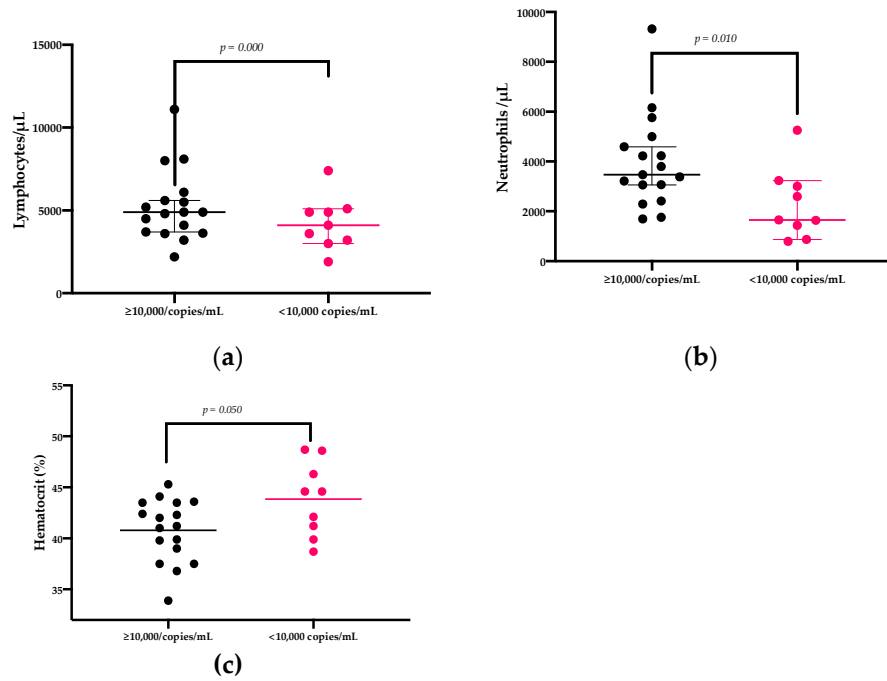 p = 0.000
15000
10000
5000
0
Lymphocytes/µL
≥10,000/copies/mL
<10,000 copies/mL
(a)
p = 0.010
10000
8000
6000
4000
2000
0
Neutrophils /µL
≥10,000/copies/mL
<10,000 copies/mL
(b)
p = 0.050
55
50
45
40
35
Hematocrit (%)
≥10,000/copies/mL
<10,000 copies/mL
(c)